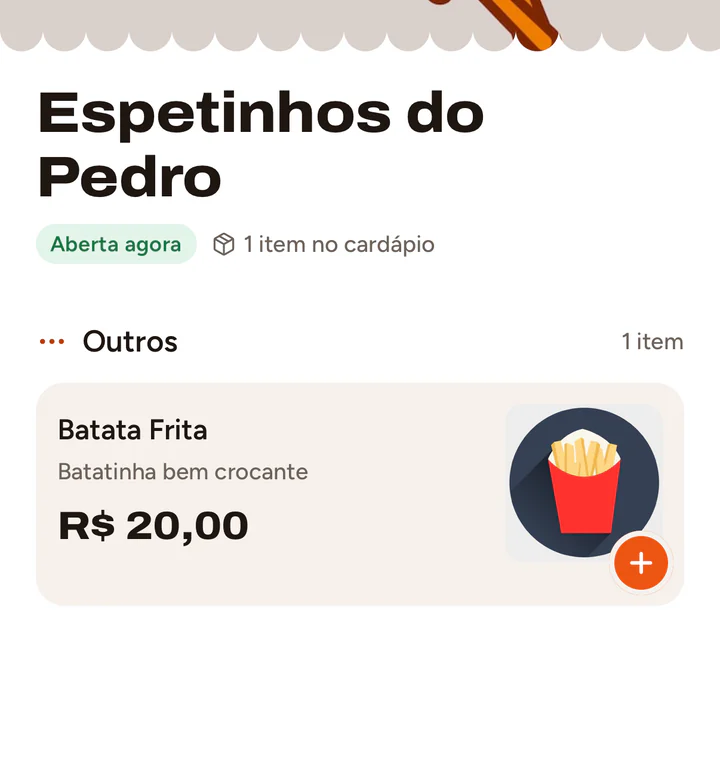 Espetinhos do
Pedro
Aberta agora
1 item no cardápio
Outros
1 item
Batata Frita
Batatinha bem crocante
R$ 20,00